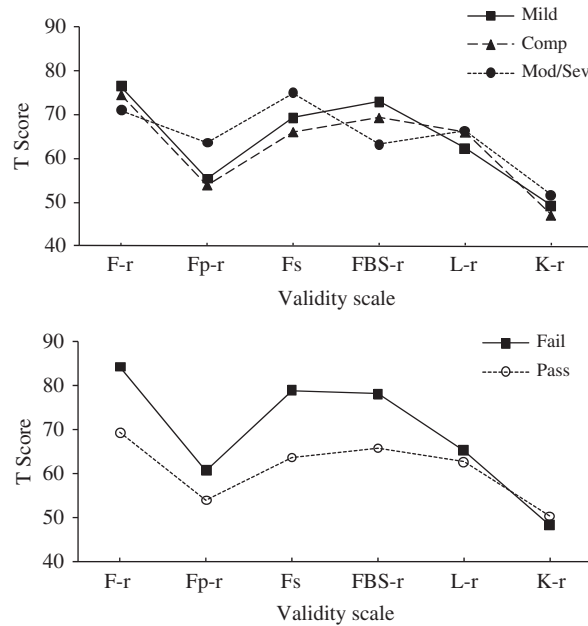 90
80
70
60
50
40
T Score
Mild
Comp
Mod/Sev
F-r Fp-r Fs FBS-r L-r K-r
Validity scale
90
80
70
60
50
40
T Score
Fail
Pass
F-r Fp-r Fs FBS-r L-r K-r
Validity scale